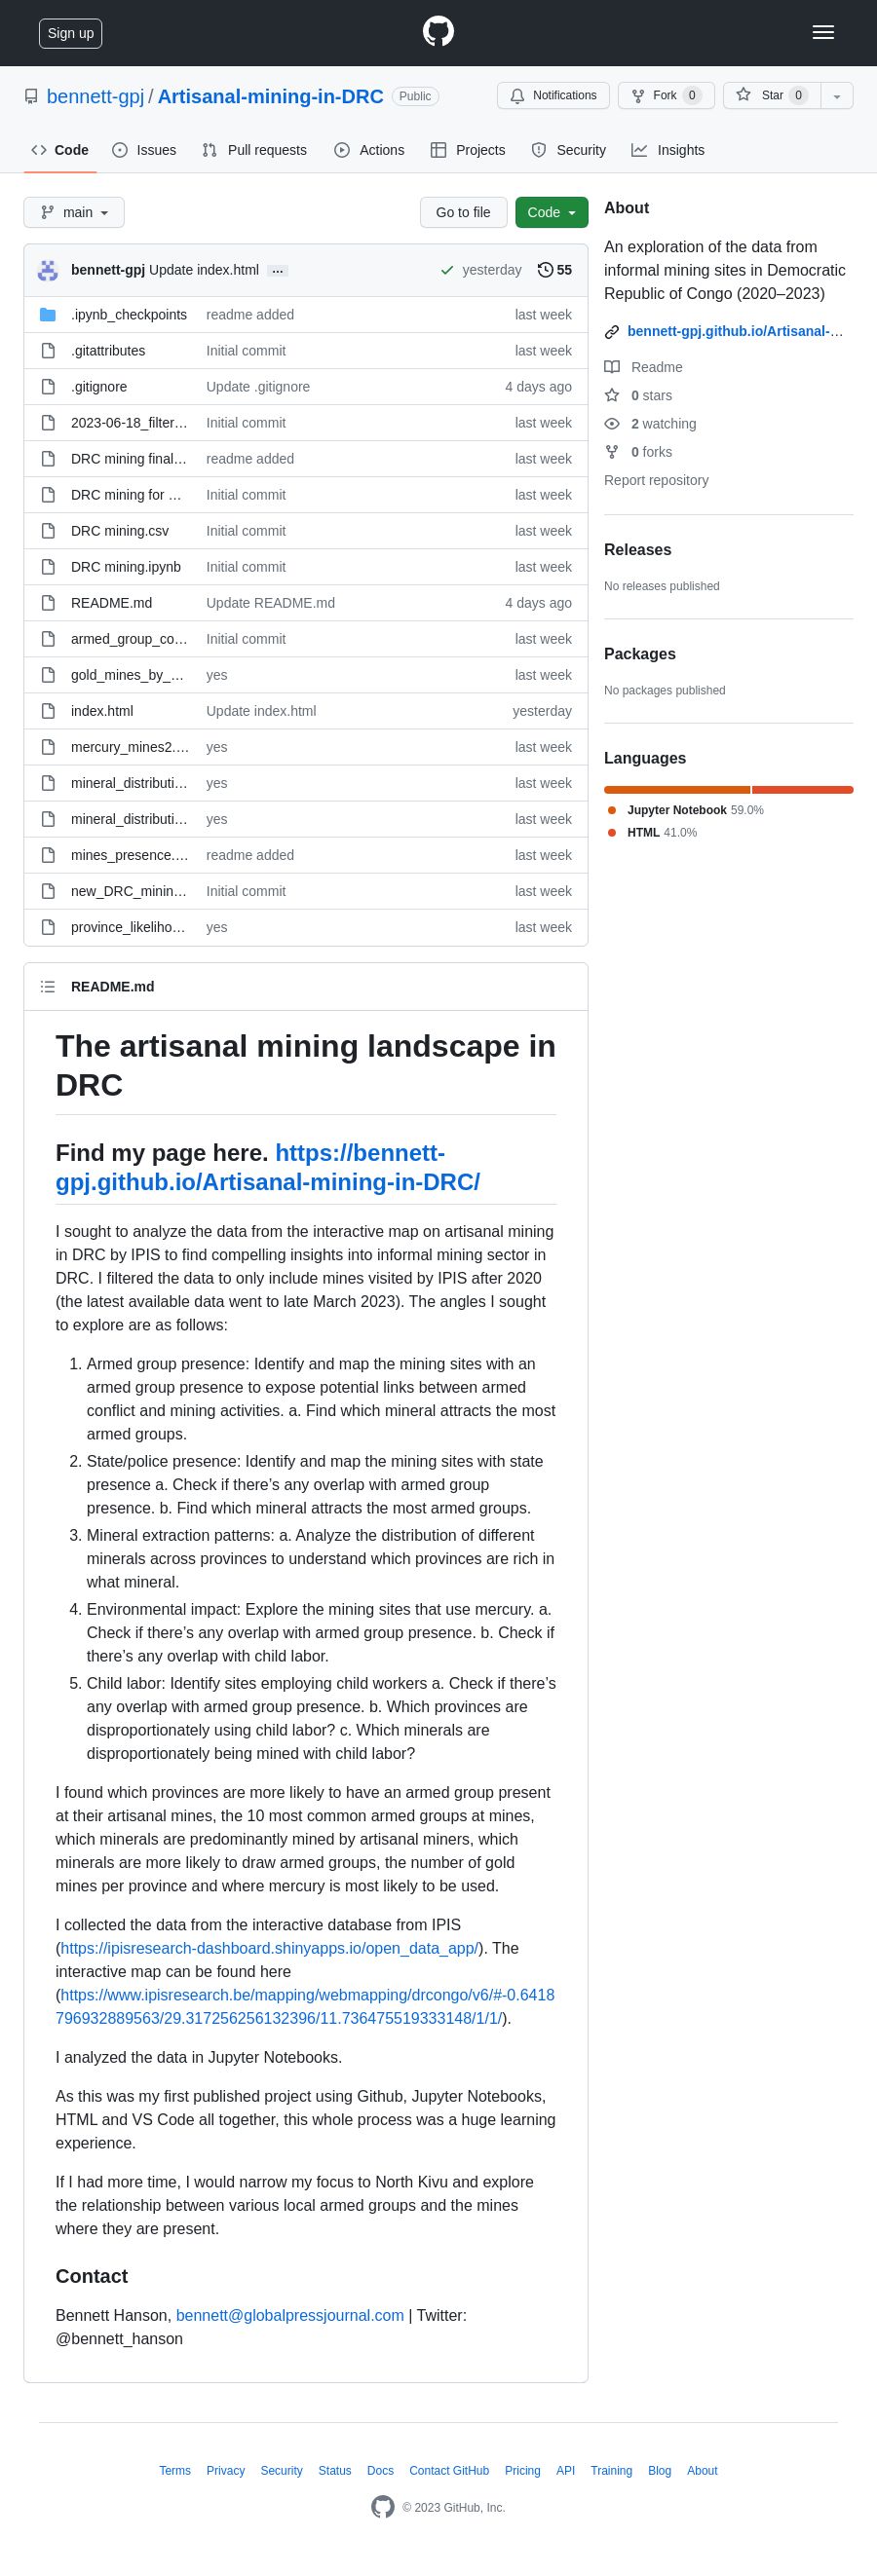 Sign up
bennett-gpj / Artisanal-mining-in-DRC Public
Notifications Fork 0 Star 0
Code Issues Pull requests Actions Projects Security Insights
main Go to file Code
bennett-gpj Update index.html ... yesterday 55
.ipynb_checkpoints readme added last week
.gitattributes Initial commit last week
.gitignore Update .gitignore 4 days ago
2023-06-18_filter… Initial commit last week
DRC mining final… readme added last week
DRC mining for … Initial commit last week
DRC mining.csv Initial commit last week
DRC mining.ipynb Initial commit last week
README.md Update README.md 4 days ago
armed_group_co… Initial commit last week
gold_mines_by_… yes last week
index.html Update index.html yesterday
mercury_mines2.… yes last week
mineral_distributi… yes last week
mineral_distributi… yes last week
mines_presence.… readme added last week
new_DRC_minin… Initial commit last week
province_likeliho… yes last week
About
An exploration of the data from
informal mining sites in Democratic
Republic of Congo (2020–2023)
bennett-gpj.github.io/Artisanal-…
Readme
0 stars
2 watching
0 forks
Report repository
Releases
No releases published
Packages
No packages published
Languages
Jupyter Notebook 59.0%
HTML 41.0%
README.md
The artisanal mining landscape in
DRC
Find my page here. https://bennett-
gpj.github.io/Artisanal-mining-in-DRC/
I sought to analyze the data from the interactive map on artisanal mining
in DRC by IPIS to find compelling insights into informal mining sector in
DRC. I filtered the data to only include mines visited by IPIS after 2020
(the latest available data went to late March 2023). The angles I sought
to explore are as follows:
1. Armed group presence: Identify and map the mining sites with an
armed group presence to expose potential links between armed
conflict and mining activities. a. Find which mineral attracts the most
armed groups.
2. State/police presence: Identify and map the mining sites with state
presence a. Check if there’s any overlap with armed group
presence. b. Find which mineral attracts the most armed groups.
3. Mineral extraction patterns: a. Analyze the distribution of different
minerals across provinces to understand which provinces are rich in
what mineral.
4. Environmental impact: Explore the mining sites that use mercury. a.
Check if there’s any overlap with armed group presence. b. Check if
there’s any overlap with child labor.
5. Child labor: Identify sites employing child workers a. Check if there’s
any overlap with armed group presence. b. Which provinces are
disproportionately using child labor? c. Which minerals are
disproportionately being mined with child labor?
I found which provinces are more likely to have an armed group present
at their artisanal mines, the 10 most common armed groups at mines,
which minerals are predominantly mined by artisanal miners, which
minerals are more likely to draw armed groups, the number of gold
mines per province and where mercury is most likely to be used.
I collected the data from the interactive database from IPIS
(https://ipisresearch-dashboard.shinyapps.io/open_data_app/). The
interactive map can be found here
(https://www.ipisresearch.be/mapping/webmapping/drcongo/v6/#-0.6418
796932889563/29.317256256132396/11.736475519333148/1/1/).
I analyzed the data in Jupyter Notebooks.
As this was my first published project using Github, Jupyter Notebooks,
HTML and VS Code all together, this whole process was a huge learning
experience.
If I had more time, I would narrow my focus to North Kivu and explore
the relationship between various local armed groups and the mines
where they are present.
Contact
Bennett Hanson, bennett@globalpressjournal.com | Twitter:
@bennett_hanson
Terms Privacy Security Status Docs Contact GitHub Pricing API Training Blog About
© 2023 GitHub, Inc.